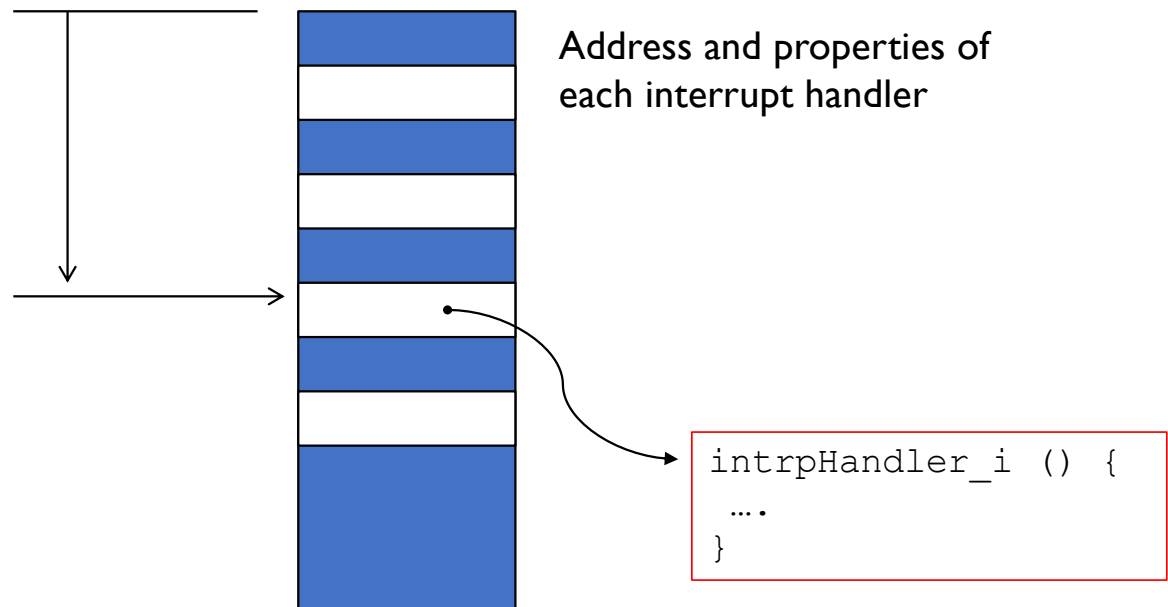 Address and properties of
each interrupt handler
intrpHandler_i () {
….
}